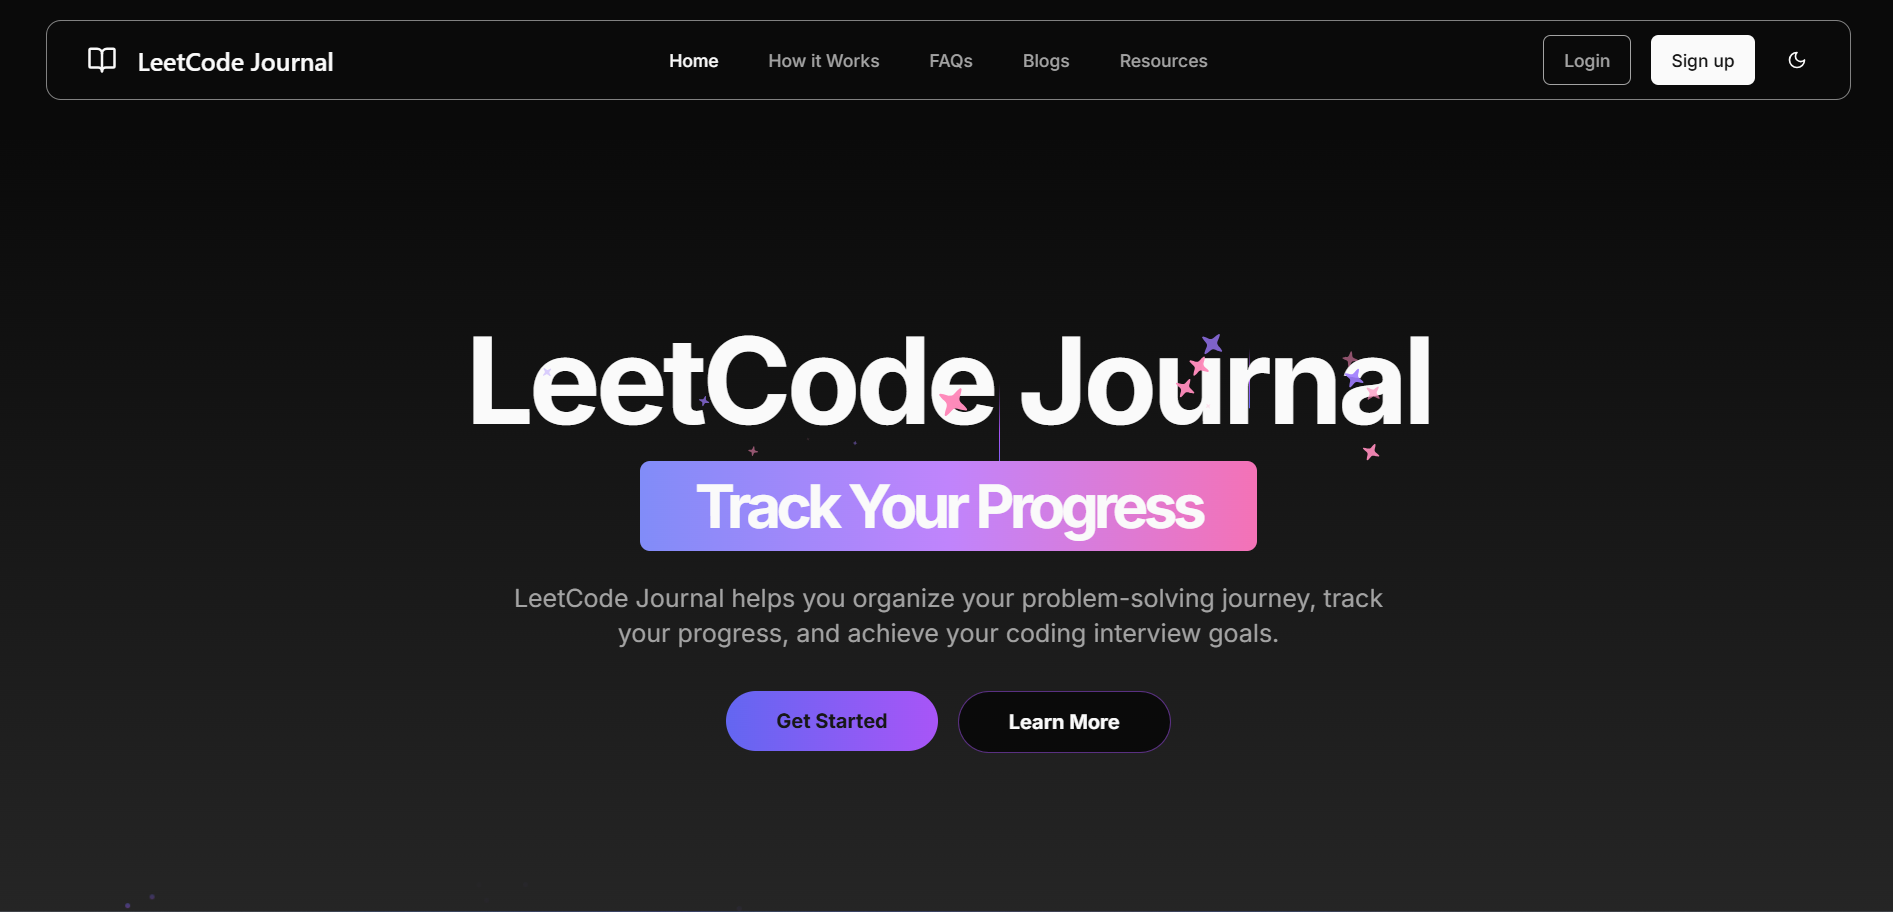 LeetCode Journal
Home
How it Works
FAQs
Blogs
Resources
Login
Sign up
LeetCode Journal
Track Your Progress
LeetCode Journal helps you organize your problem-solving journey, track
your progress, and achieve your coding interview goals.
Get Started
Learn More